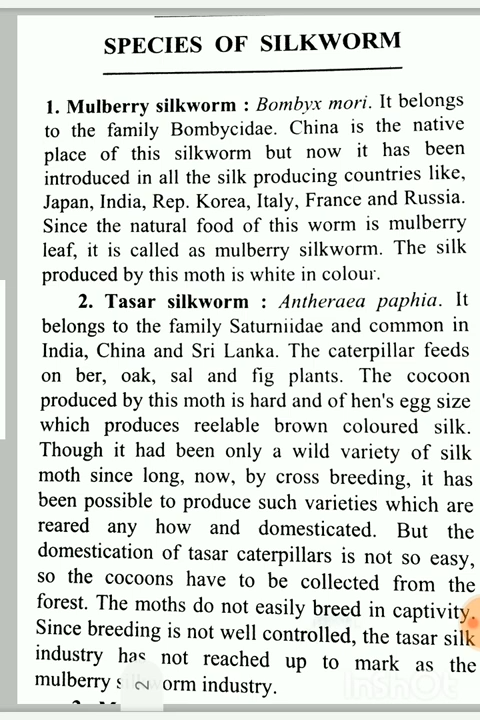 SPECIES OF SILKWORM
1. Mulberry silkworm : Bombyx mori. It belongs
to the family Bombycidae. China is the native
place of this silkworm but now it has been
introduced in all the silk producing countries like,
Japan, India, Rep. Korea, Italy, France and Russia.
Since the natural food of this worm is mulberry
leaf, it is called as mulberry silkworm. The silk
produced by this moth is white in colour.
2. Tasar silkworm : Antheraea paphia. It
belongs to the family Saturniidae and common in
India, China and Sri Lanka. The caterpillar feeds
on ber, oak, sal and fig plants. The cocoon
produced by this moth is hard and of hen's egg size
which produces reelable brown coloured silk.
Though it had been only a wild variety of silk
moth since long, now, by cross breeding, it has
been possible to produce such varieties which are
reared any how and domesticated. But the
domestication of tasar caterpillars is not so easy,
so the cocoons have to be collected from the
forest. The moths do not easily breed in captivity.
Since breeding is not well controlled, the tasar silk
industry has not reached up to mark as the
mulberry silkworm industry.
2
InShOt